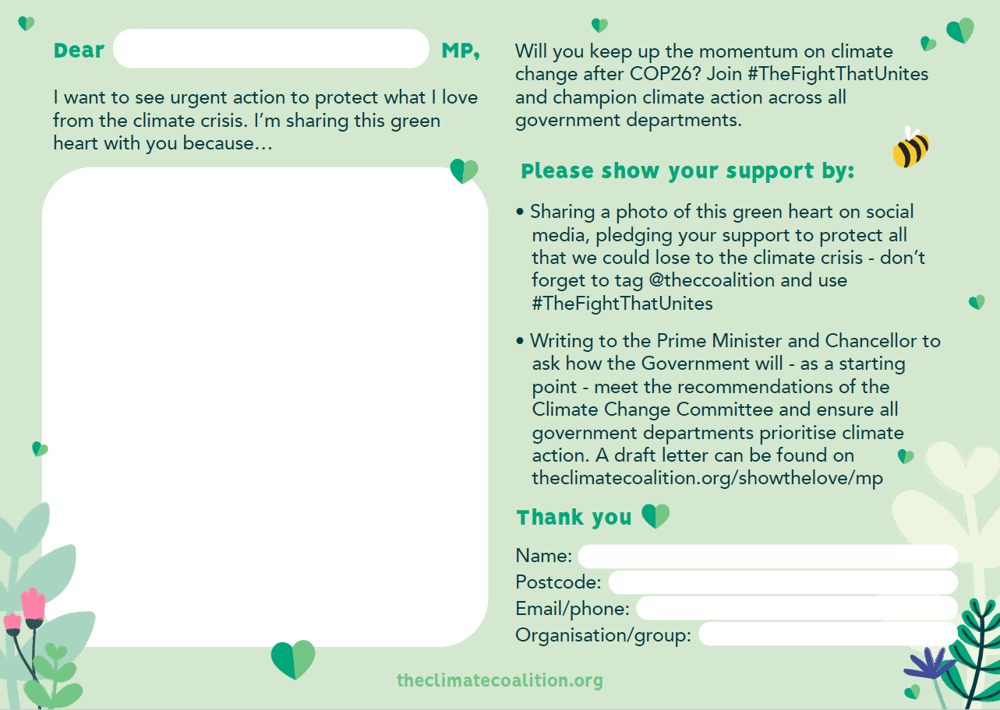 Dear MP,
I want to see urgent action to protect what I love
from the climate crisis. I’m sharing this green
heart with you because…
Will you keep up the momentum on climate
change after COP26? Join #TheFightThatUnites
and champion climate action across all
government departments.
Please show your support by:
• Sharing a photo of this green heart on social
media, pledging your support to protect all
that we could lose to the climate crisis - don’t
forget to tag @theccoalition and use
#TheFightThatUnites
• Writing to the Prime Minister and Chancellor to
ask how the Government will - as a starting
point - meet the recommendations of the
Climate Change Committee and ensure all
government departments prioritise climate
action. A draft letter can be found on
theclimatecoalition.org/showthelove/mp
Thank you
Name:
Postcode:
Email/phone:
Organisation/group:
theclimatecoalition.org